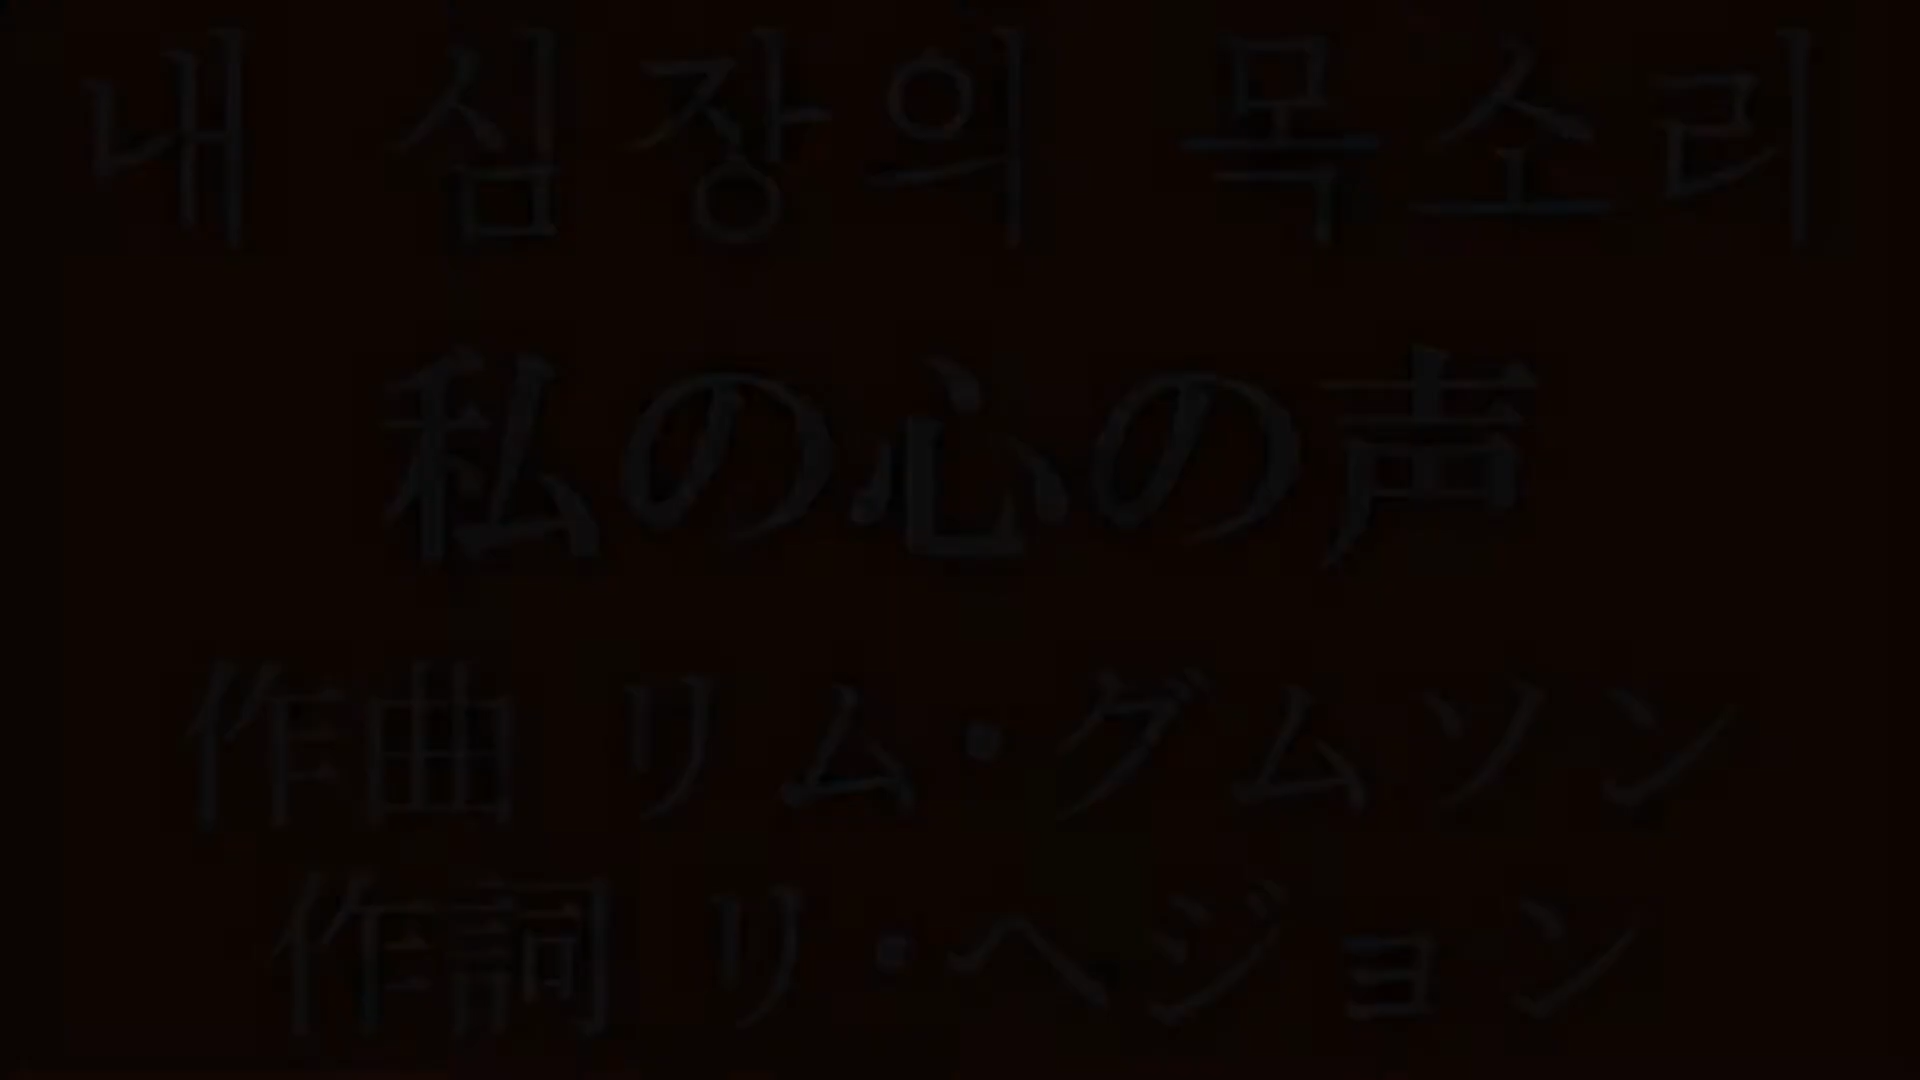 내 심장의 목소리
私の心の声
作曲 リム・グムソン
作詞 リ・ヘジョン